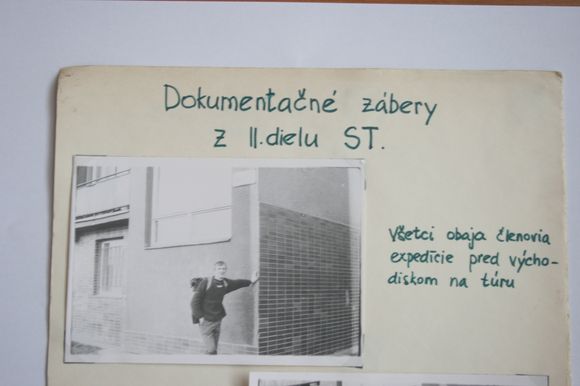 Dokumentačné zábery
z II. dielu ST.
Všetci obaja členovia
expedície pred výcho-
diskom na túru